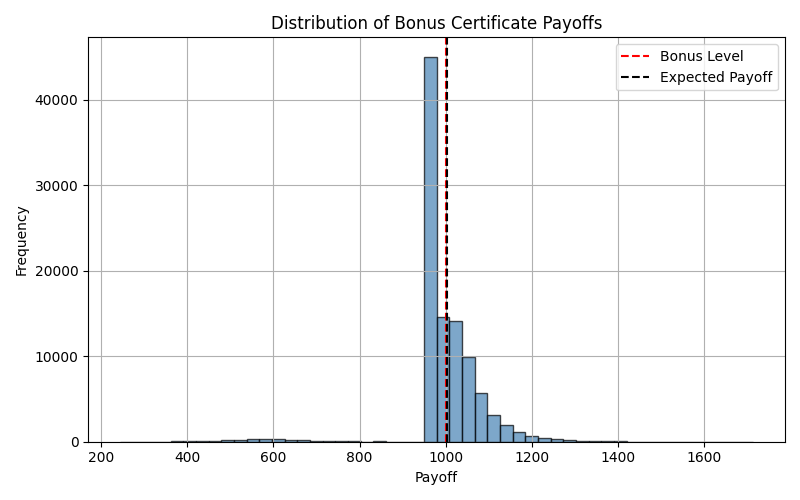 Distribution of Bonus Certificate Payoffs
Bonus Level
Expected Payoff
Frequency
40000
30000
20000
10000
0
200 400 600 800 1000 1200 1400 1600
Payoff